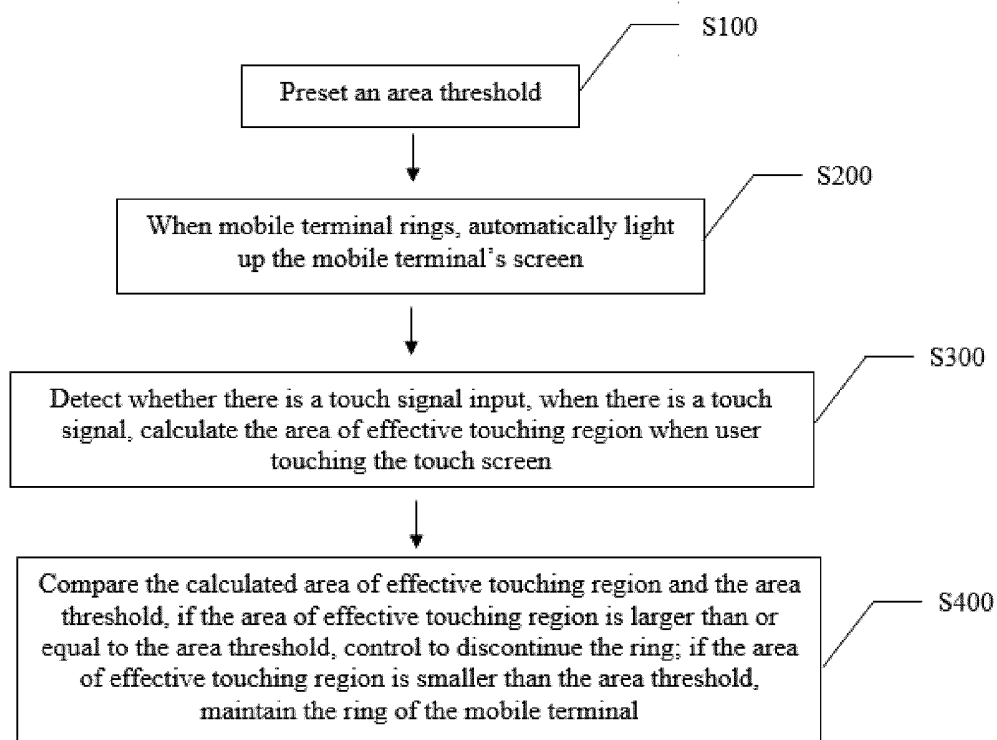 S100
Preset an area threshold
S200
When mobile terminal rings, automatically light
up the mobile terminal's screen
S300
Detect whether there is a touch signal input, when there is a touch
signal, calculate the area of effective touching region when user
touching the touch screen
S400
Compare the calculated area of effective touching region and the area
threshold, if the area of effective touching region is larger than or
equal to the area threshold, control to discontinue the ring; if the area
of effective touching region is smaller than the area threshold,
maintain the ring of the mobile terminal